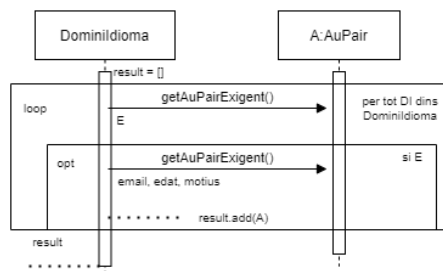 DominiIdioma
A:AuPair
result = []
loop
getAuPairExigent()
per tot DI dins
DominiIdioma
E
opt
getAuPairExigent()
si E
email, edat, motius
result.add(A)
result